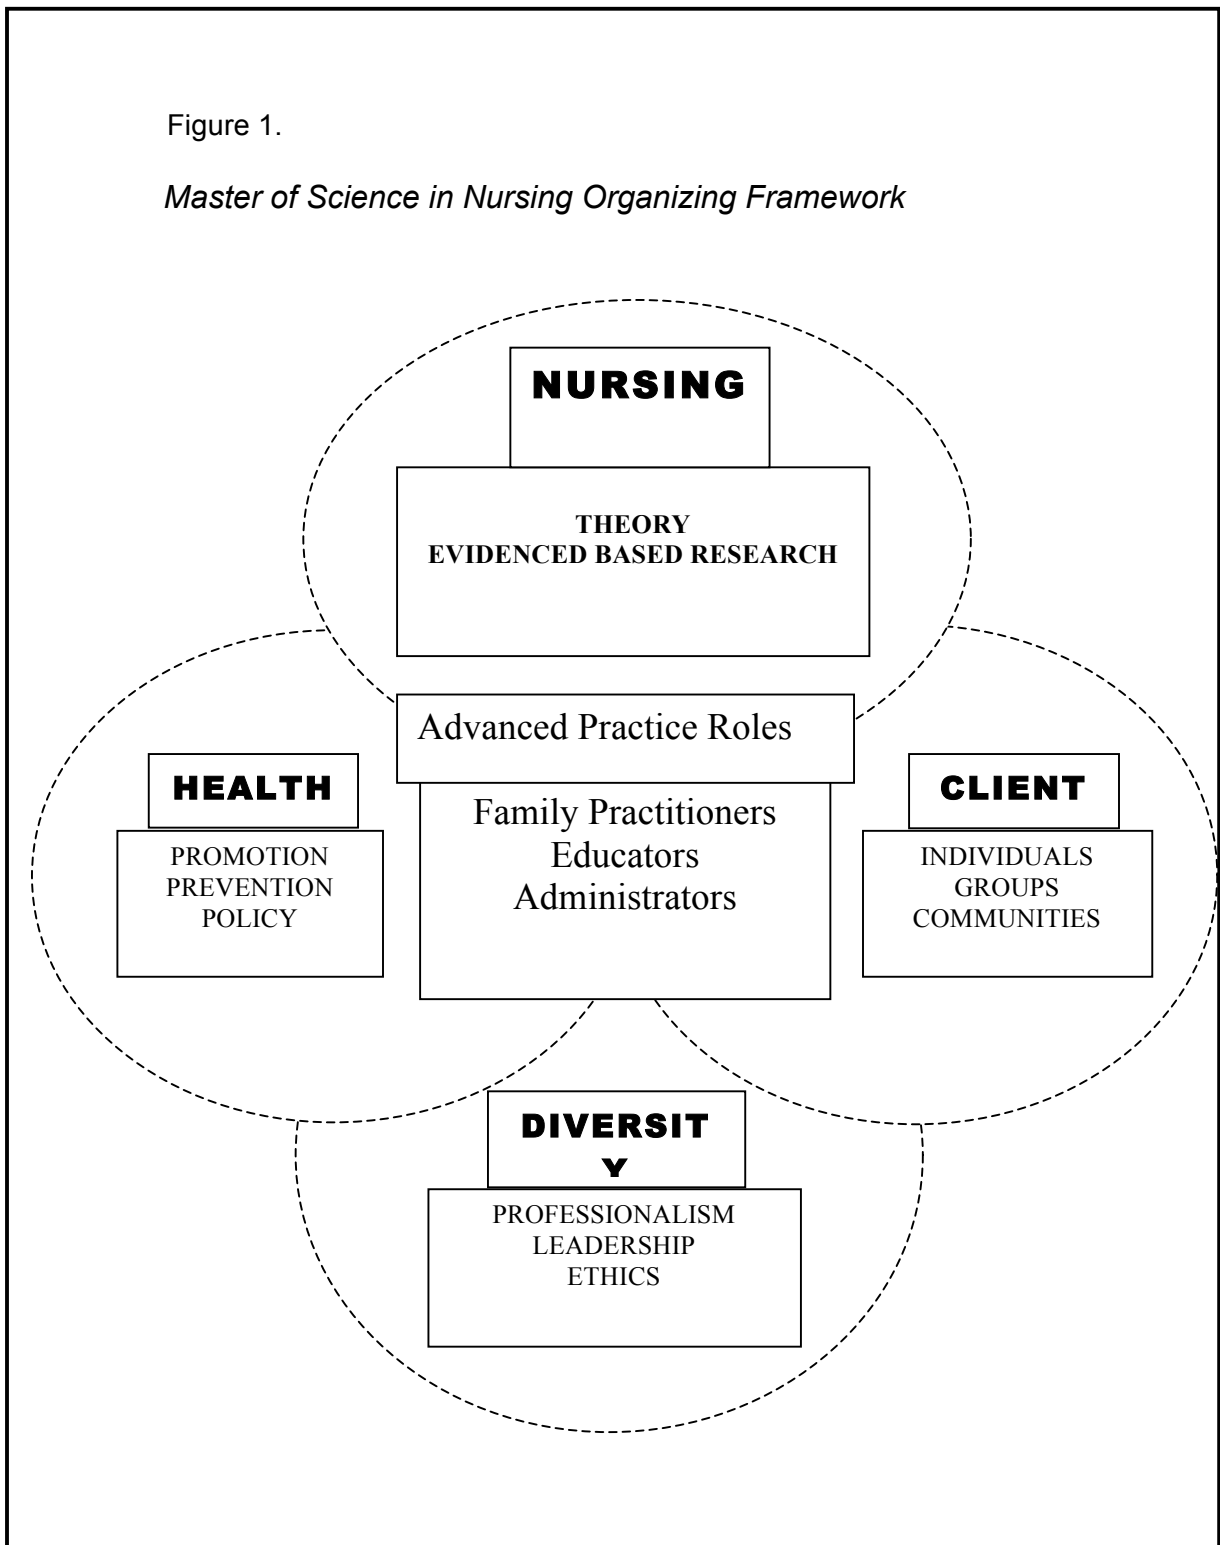 Figure 1.
Master of Science in Nursing Organizing Framework
NURSING
THEORY
EVIDENCED BASED RESEARCH
Advanced Practice Roles
Family Practitioners
Educators
Administrators
HEALTH
PROMOTION
PREVENTION
POLICY
CLIENT
INDIVIDUALS
GROUPS
COMMUNITIES
DIVERSIT
Y
PROFESSIONALISM
LEADERSHIP
ETHICS